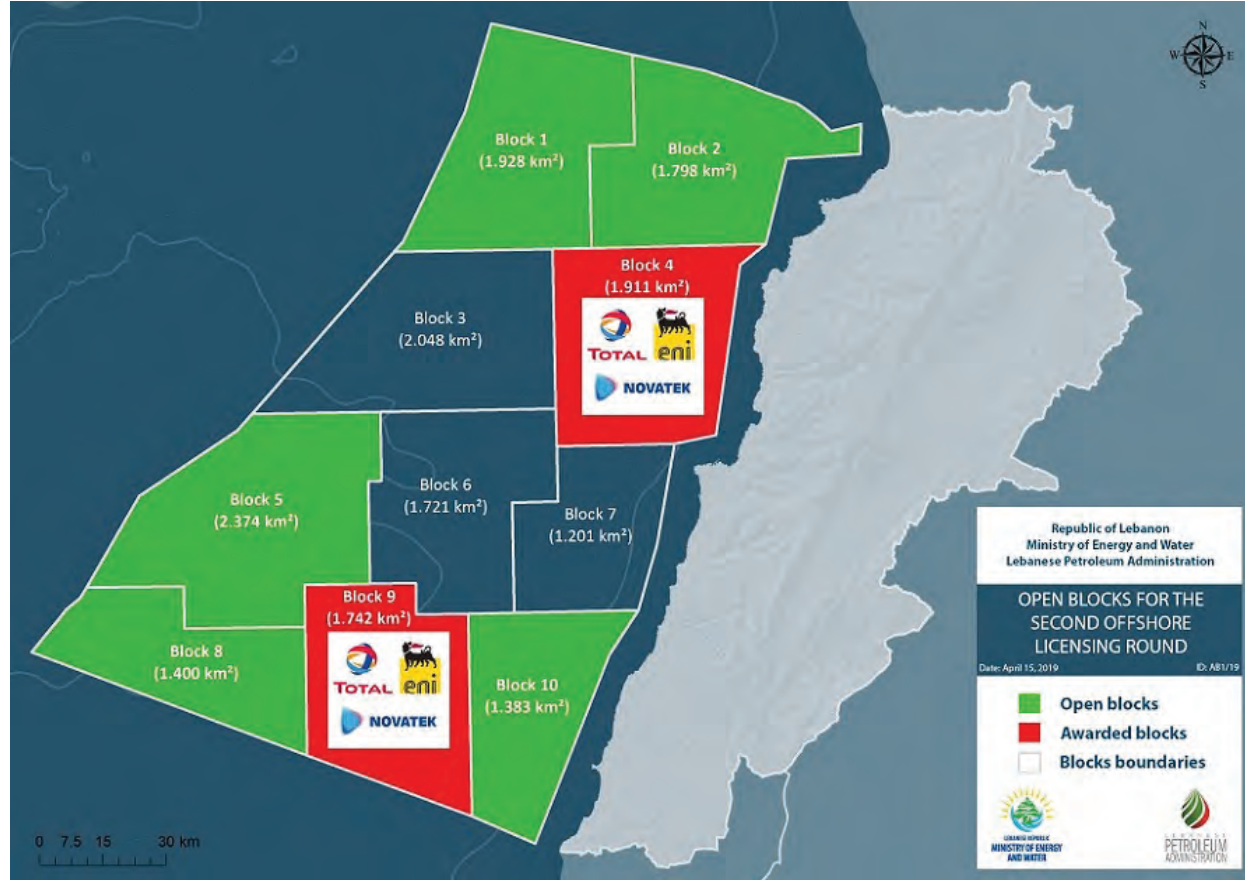 N
W E
S
Block 1
(1.928 km²)
Block 2
(1.798 km²)
Block 4
(1.911 km²)
TOTAL eni
NOVATEK
Block 3
(2.048 km²)
Block 5
(2.374 km²)
Block 6
(1.721 km²)
Block 7
(1.201 km²)
Block 9
(1.742 km²)
TOTAL eni
NOVATEK
Block 8
(1.400 km²)
Block 10
(1.383 km²)
0 7.5 15 30 km
Republic of Lebanon
Ministry of Energy and Water
Lebanese Petroleum Administration
OPEN BLOCKS FOR THE
SECOND OFFSHORE
LICENSING ROUND
Date: April 15, 2019 ID: AB1/19
Open blocks
Awarded blocks
Blocks boundaries
LEBANESE REPUBLIC
MINISTRY OF ENERGY
AND WATER
LEBANESE
PETROLEUM
ADMINISTRATION